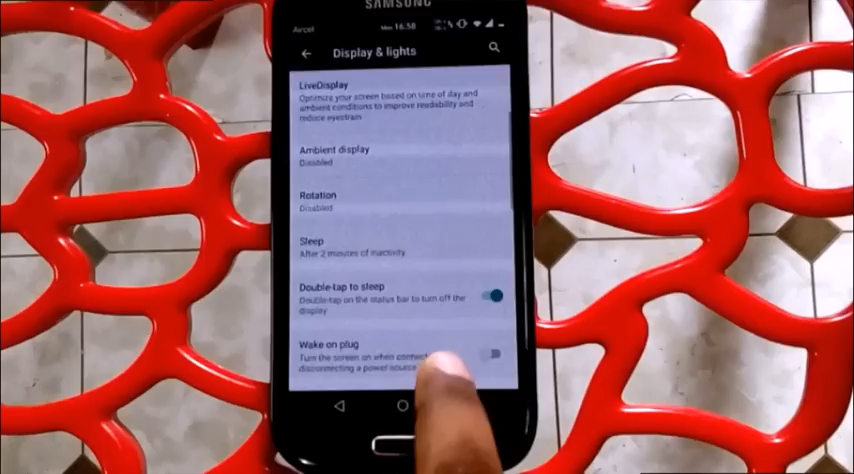 SAMSUNG
Aircel
Mon 16:58
Display & lights
LiveDisplay
Optimize your screen based on time of day and
ambient conditions to improve readability and
reduce eyestrain
Ambient display
Disabled
Rotation
Disabled
Sleep
After 2 minutes of inactivity
Double-tap to sleep
Double-tap on the status bar to turn off the
display
Wake on plug
Turn the screen on when
disconnecting a power source